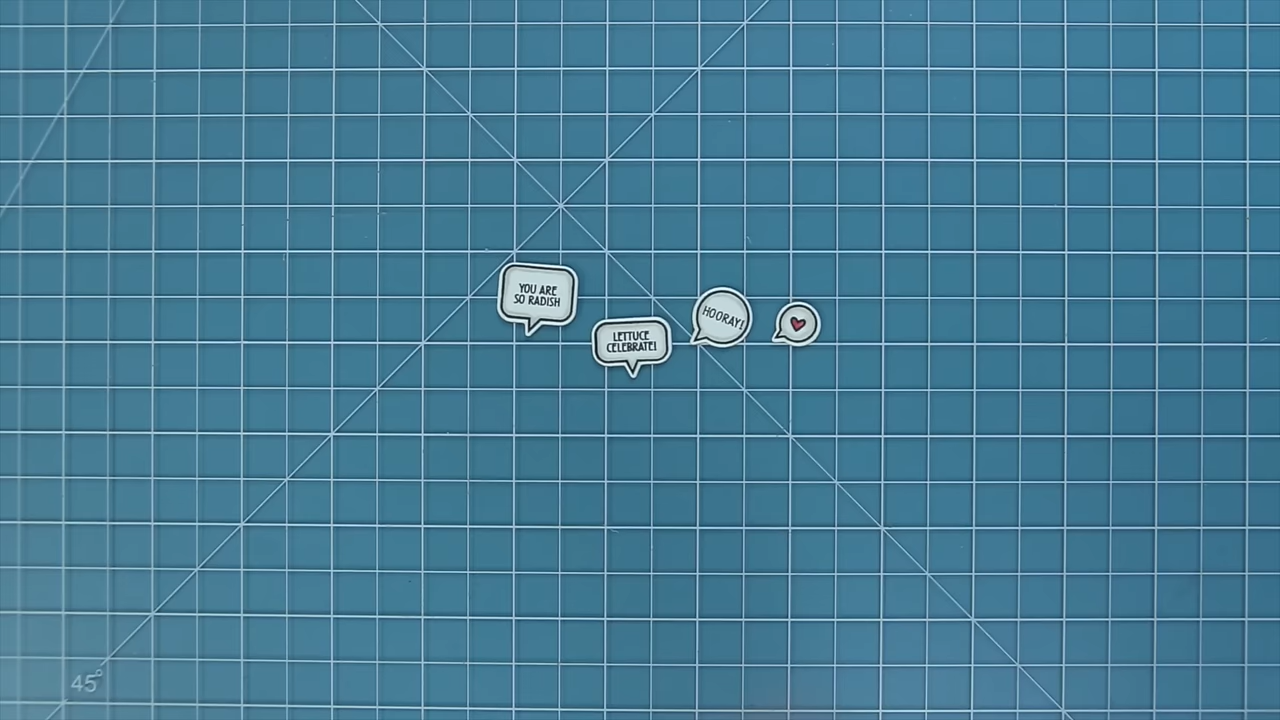 YOU ARE
SO RADISH
LETTUCE
CELEBRATE!
HOORAY!
45°